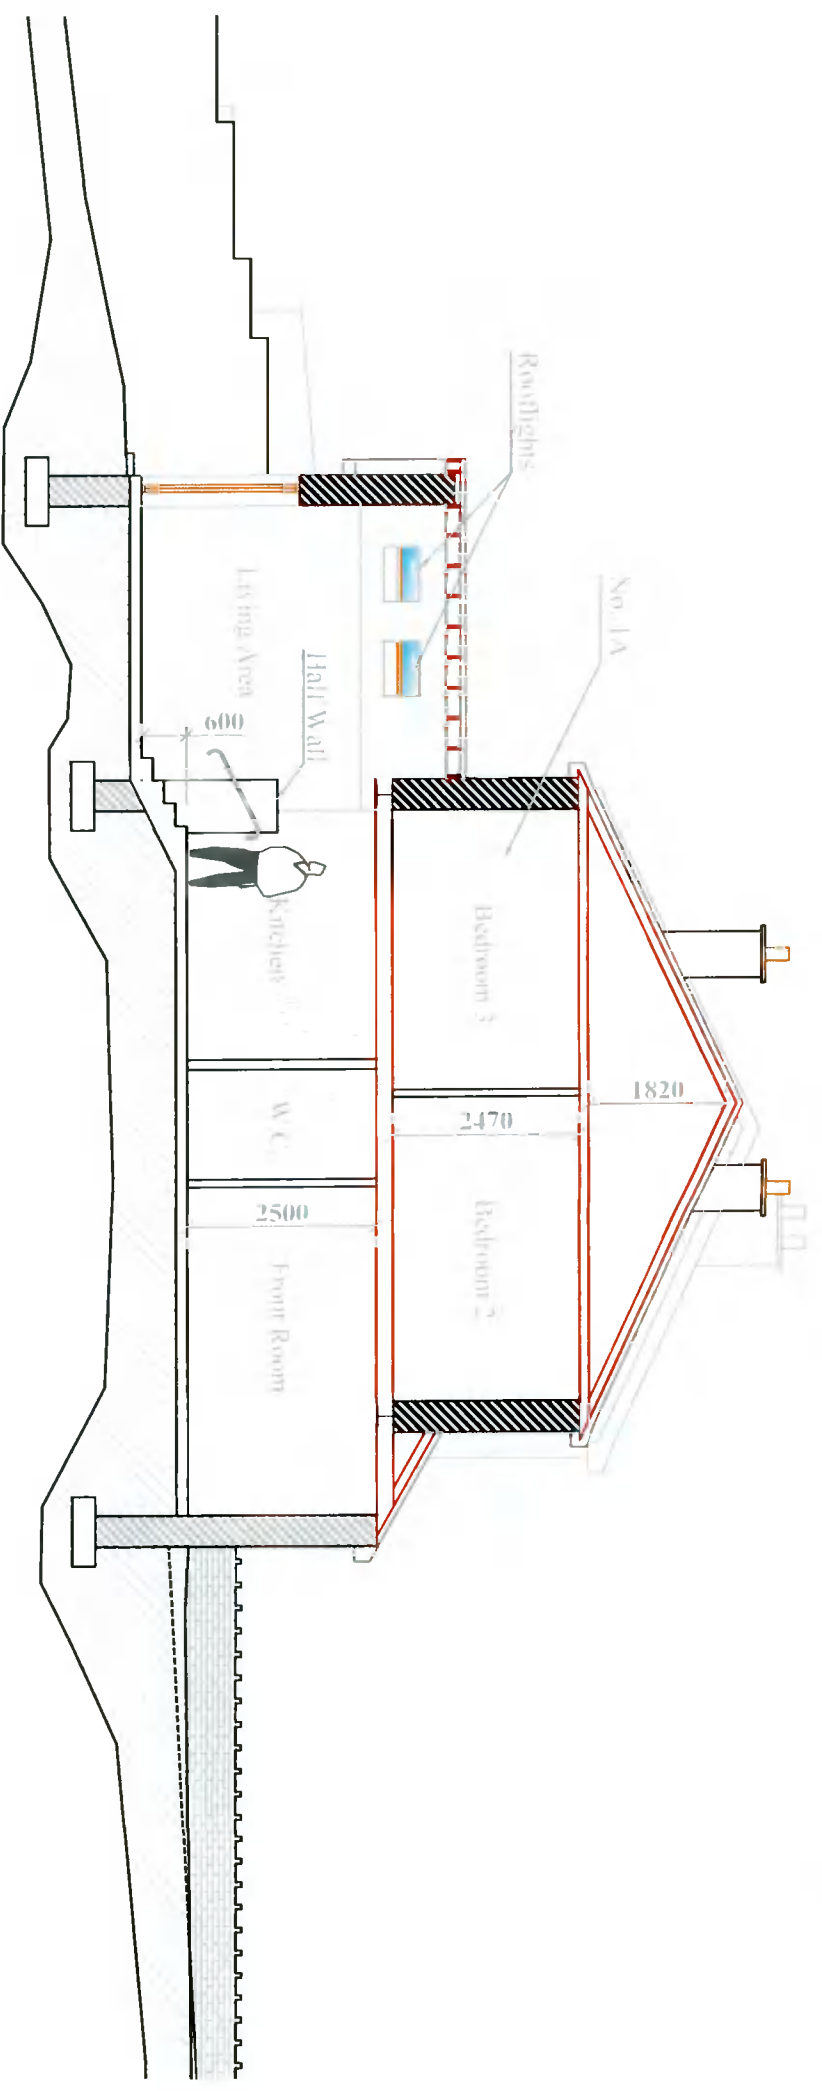 Rooflights
No. 1A
Living Area
Half Wall
600
Kitchen
Bedroom 3
1820
2470
W.C.
2500
Bedroom 2
Front Room